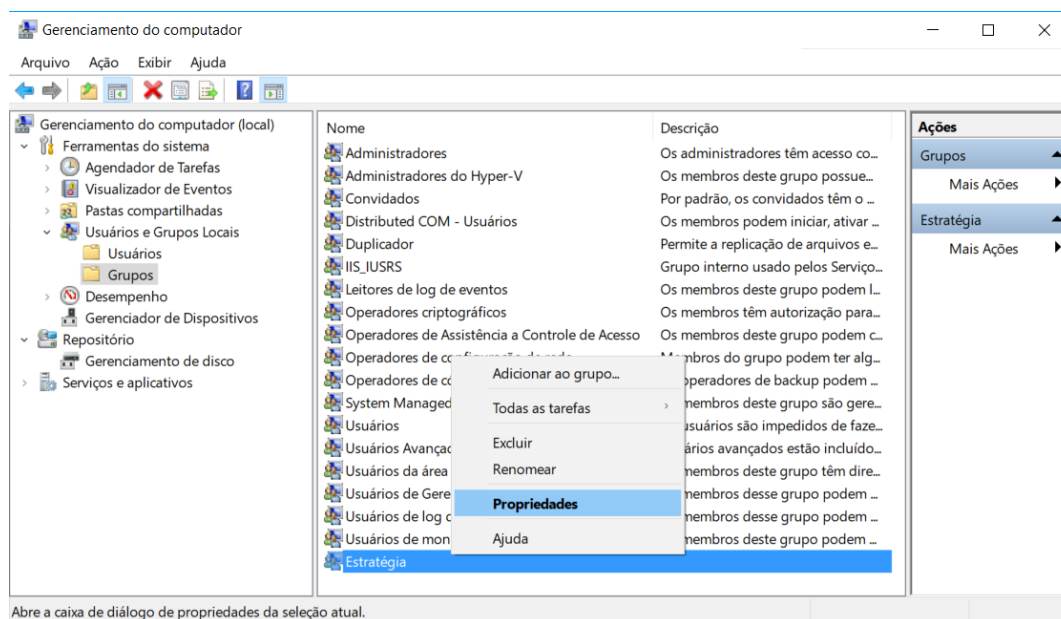 Gerenciamento do computador
Arquivo Ação Exibir Ajuda
Gerenciamento do computador (local)
Ferramentas do sistema
Agendador de Tarefas
Visualizador de Eventos
Pastas compartilhadas
Usuários e Grupos Locais
Usuários
Grupos
Desempenho
Gerenciador de Dispositivos
Repositório
Gerenciamento de disco
Serviços e aplicativos
Nome Descrição
Administradores Os administradores têm acesso co...
Administradores do Hyper-V Os membros deste grupo possue...
Convidados Por padrão, os convidados têm o ...
Distributed COM - Usuários Os membros podem iniciar, ativar ...
Duplicador Permite a replicação de arquivos e...
IIS_IUSRS Grupo interno usado pelos Serviço...
Leitores de log de eventos Os membros deste grupo podem l...
Operadores criptográficos Os membros têm autorização para...
Operadores de Assistência a Controle de Acesso Os membros deste grupo podem c...
Operadores de configuração de rede Membros do grupo podem ter alg...
Operadores de có operadores de backup podem ...
System Managed membros deste grupo são gere...
Usuários usuários são impedidos de faze...
Usuários Avançad ários avançados estão incluído...
Usuários da área membros deste grupo têm dire...
Usuários de Gere membros desse grupo podem ...
Usuários de log membros desse grupo podem ...
Usuários de mon membros deste grupo podem ...
Estratégia
Adicionar ao grupo...
Todas as tarefas
Excluir
Renomear
Propriedades
Ajuda
Ações
Grupos
Mais Ações
Estratégia
Mais Ações
Abre a caixa de diálogo de propriedades da seleção atual.